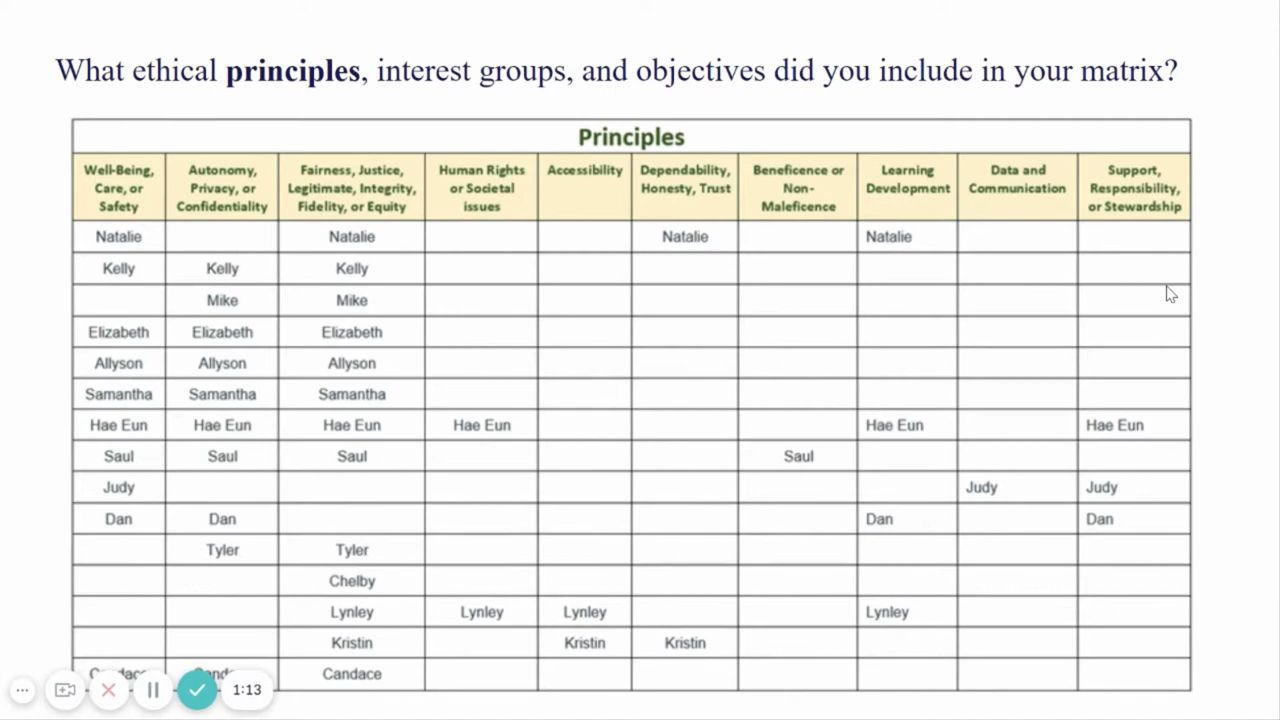 What ethical principles, interest groups, and objectives did you include in your matrix?
Principles
Well-Being, Care, or Safety
Autonomy, Privacy, or Confidentiality
Fairness, Justice, Legitimate, Integrity, Fidelity, or Equity
Human Rights or Societal issues
Accessibility
Dependability, Honesty, Trust
Beneficence or Non-Maleficence
Learning Development
Data and Communication
Support, Responsibility, or Stewardship
Natalie Natalie Natalie Natalie
Kelly Kelly Kelly
Mike Mike
Elizabeth Elizabeth Elizabeth
Allyson Allyson Allyson
Samantha Samantha Samantha
Hae Eun Hae Eun Hae Eun Hae Eun Hae Eun Hae Eun
Saul Saul Saul Saul
Judy Judy Judy
Dan Dan Dan Dan
Tyler Tyler
Chelby
Lynley Lynley Lynley Lynley
Kristin Kristin Kristin
Candace
1:13